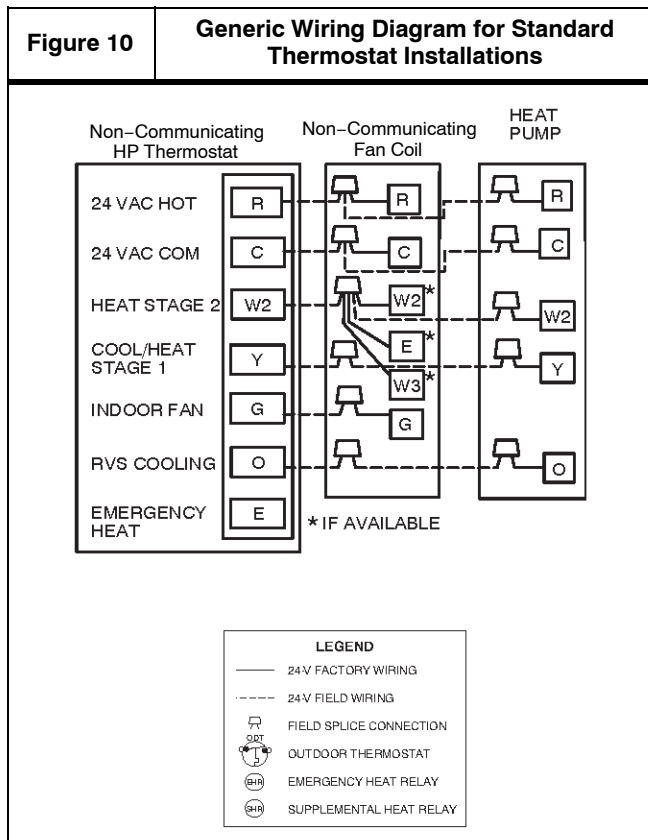 Figure 10
Generic Wiring Diagram for Standard
Thermostat Installations
Non−Communicating
HP Thermostat
Non−Communicating
Fan Coil
HEAT
PUMP
24 VAC HOT R R R
24 VAC COM C C C
HEAT STAGE 2 W2 W2* W2
E*
COOL/HEAT
STAGE 1 Y W3* Y
INDOOR FAN G G
RVS COOLING O O
EMERGENCY
HEAT E
* IF AVAILABLE
LEGEND
24-V FACTORY WIRING
24-V FIELD WIRING
FIELD SPLICE CONNECTION
ODT
OUTDOOR THERMOSTAT
EHR EMERGENCY HEAT RELAY
SHR SUPPLEMENTAL HEAT RELAY